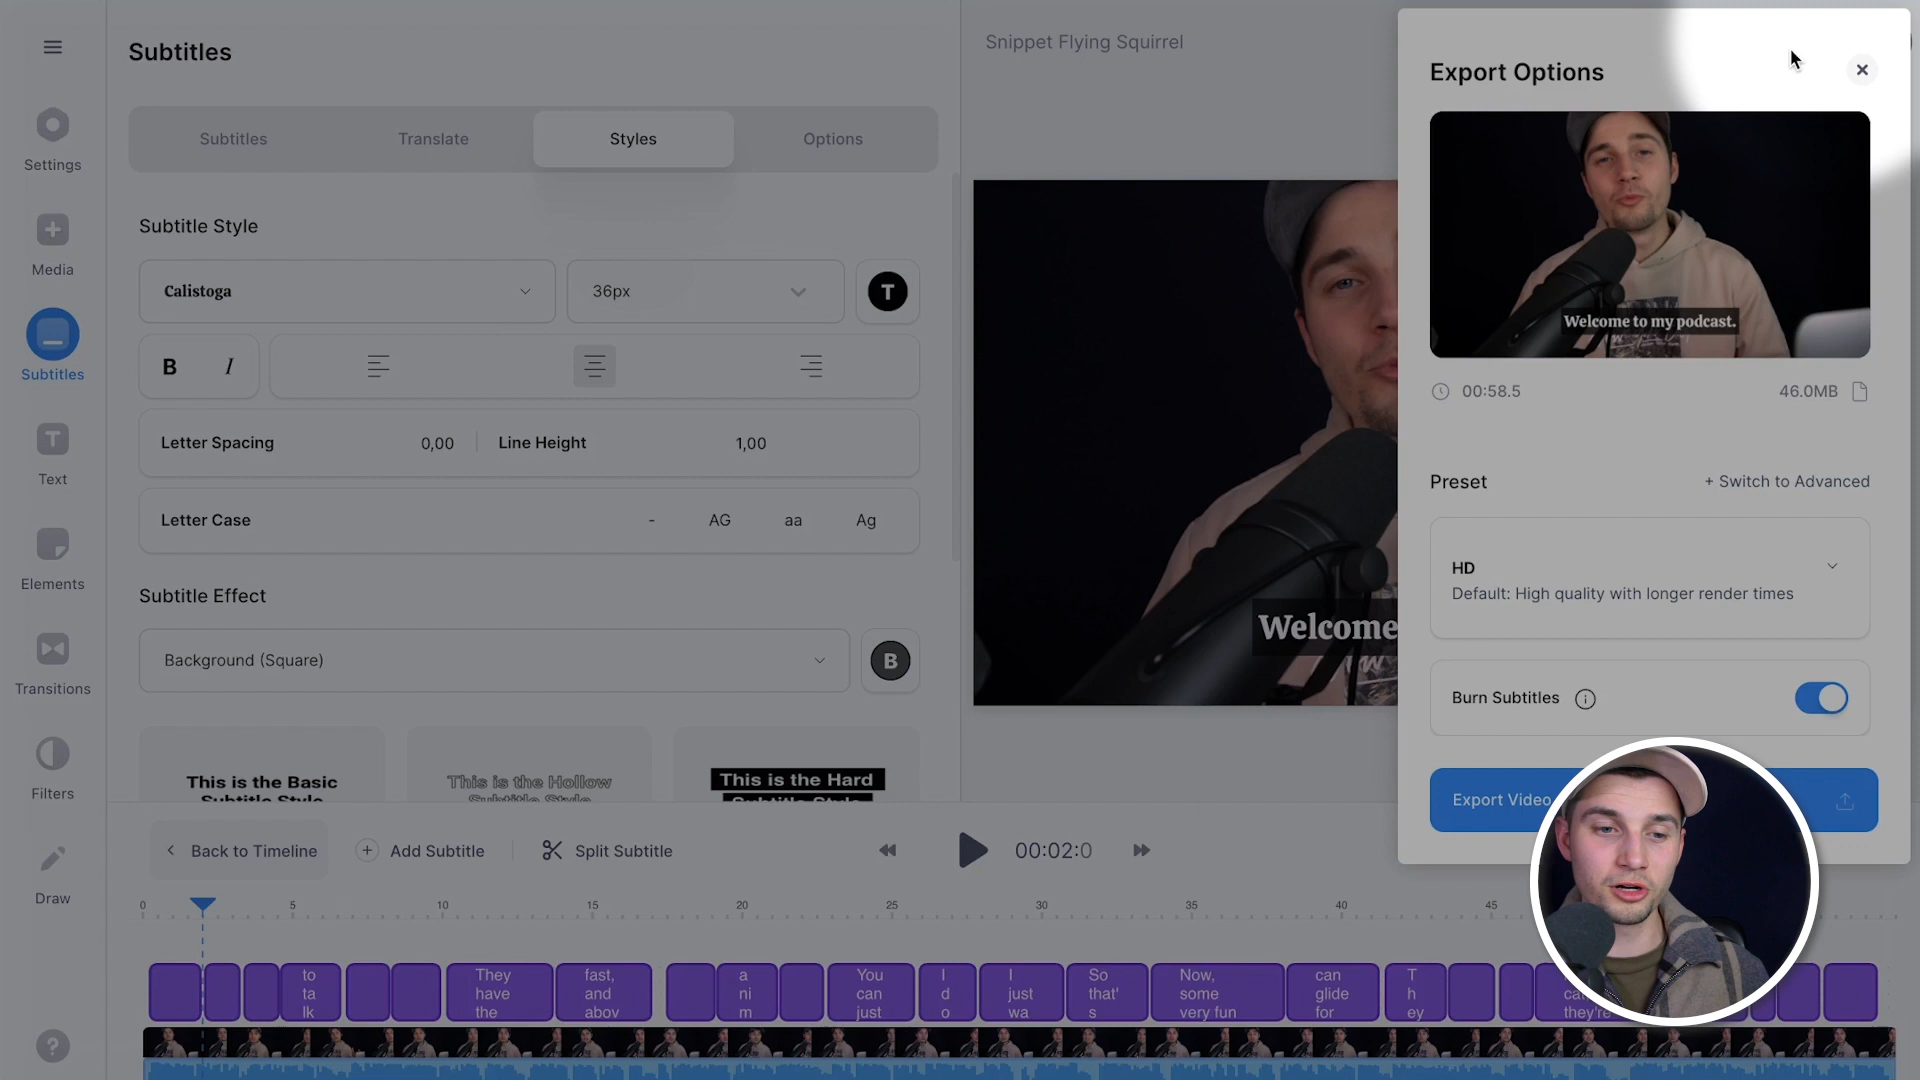 Subtitles
Snippet Flying Squirrel
Export Options
Settings
Media
Subtitles
Text
Elements
Transitions
Filters
Draw
Subtitles
Translate
Styles
Options
Subtitle Style
Calistoga
36px
T
B
I
Letter Spacing
0,00
Line Height
1,00
Letter Case
-
AG
aa
Ag
Subtitle Effect
Background (Square)
B
This is the Basic
Subtitle Style
This is the Hollow
Subtitle Style
This is the Hard
Subtitle Style
Welcome
Welcome to my podcast.
00:58.5
46.0MB
Preset
+ Switch to Advanced
HD
Default: High quality with longer render times
Burn Subtitles
Export Video
Back to Timeline
Add Subtitle
Split Subtitle
00:02:0
0
5
10
15
20
25
30
35
40
45
to
ta
lk
They
have
the
fast,
and
abov
a
ni
m
You
can
just
I
d
o
I
just
wa
So
that'
s
Now,
some
very fun
can
glide
for
T
h
ey
they're
?